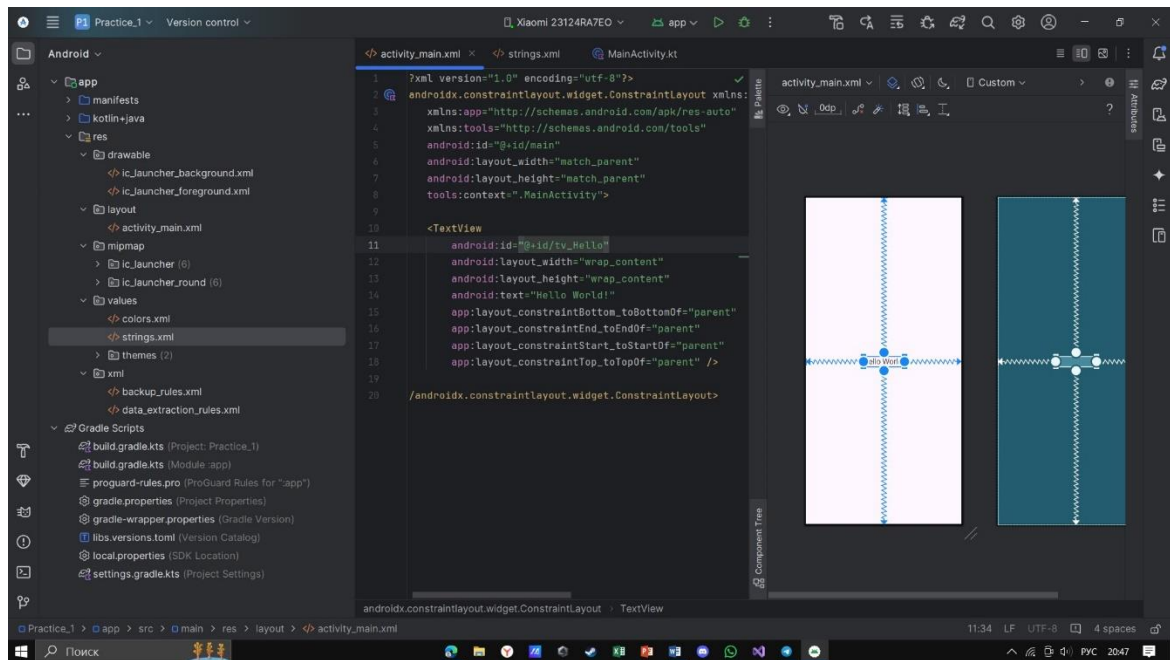 P1 Practice_1 Version control Xiaomi 23124RA7EO app
Android
activity_main.xml strings.xml MainActivity.kt
app
manifests
kotlin+java
res
drawable
ic_launcher_background.xml
ic_launcher_foreground.xml
layout
activity_main.xml
mipmap
ic_launcher (6)
ic_launcher_round (6)
values
colors.xml
strings.xml
themes (2)
xml
backup_rules.xml
data_extraction_rules.xml
Gradle Scripts
build.gradle.kts (Project: Practice_1)
build.gradle.kts (Module :app)
proguard-rules.pro (ProGuard Rules for ":app")
gradle.properties (Project Properties)
gradle-wrapper.properties (Gradle Version)
libs.versions.toml (Version Catalog)
local.properties (SDK Location)
settings.gradle.kts (Project Settings)
1 ?xml version="1.0" encoding="utf-8"?>
2 androidx.constraintlayout.widget.ConstraintLayout xmlns:
3 xmlns:app="http://schemas.android.com/apk/res-auto"
4 xmlns:tools="http://schemas.android.com/tools"
5 android:id="@+id/main"
6 android:layout_width="match_parent"
7 android:layout_height="match_parent"
8 tools:context=".MainActivity">
9
10 <TextView
11 android:id="@+id/tv_Hello"
12 android:layout_width="wrap_content"
13 android:layout_height="wrap_content"
14 android:text="Hello World!"
15 app:layout_constraintBottom_toBottomOf="parent"
16 app:layout_constraintEnd_toEndOf="parent"
17 app:layout_constraintStart_toStartOf="parent"
18 app:layout_constraintTop_toTopOf="parent" />
19
20 /androidx.constraintlayout.widget.ConstraintLayout>
androidx.constraintlayout.widget.ConstraintLayout > TextView
Palette
Component Tree
activity_main.xml Custom
0dp ?
Attributes
ello Worl
Practice_1 > app > src > main > res > layout > activity_main.xml
11:34 LF UTF-8 4 spaces
Поиск
РУС 20:47